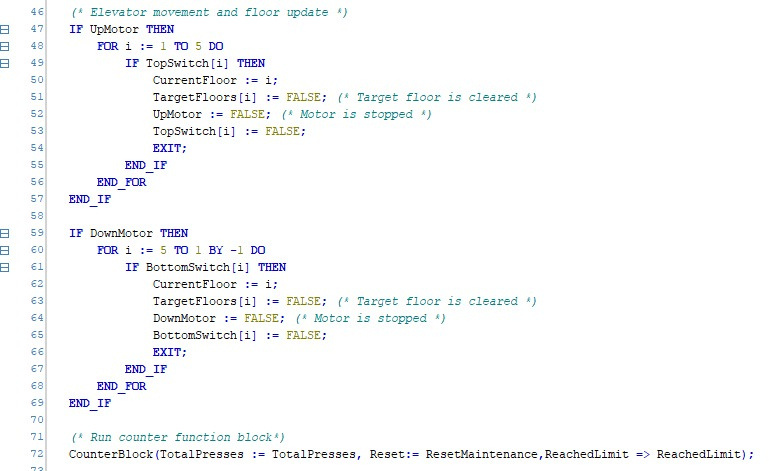 46 (* Elevator movement and floor update *)
47 IF UpMotor THEN
48 FOR i := 1 TO 5 DO
49 IF TopSwitch[i] THEN
50 CurrentFloor := i;
51 TargetFloors[i] := FALSE; (* Target floor is cleared *)
52 UpMotor := FALSE; (* Motor is stopped *)
53 TopSwitch[i] := FALSE;
54 EXIT;
55 END_IF
56 END_FOR
57 END_IF
58
59 IF DownMotor THEN
60 FOR i := 5 TO 1 BY -1 DO
61 IF BottomSwitch[i] THEN
62 CurrentFloor := i;
63 TargetFloors[i] := FALSE; (* Target floor is cleared *)
64 DownMotor := FALSE; (* Motor is stopped *)
65 BottomSwitch[i] := FALSE;
66 EXIT;
67 END_IF
68 END_FOR
69 END_IF
70
71 (* Run counter function block*)
72 CounterBlock(TotalPresses := TotalPresses, Reset:= ResetMaintenance,ReachedLimit => ReachedLimit);